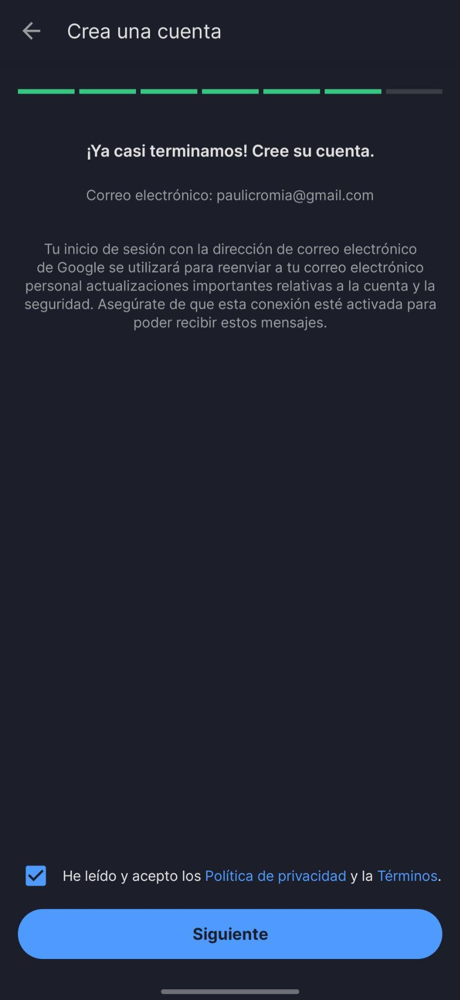 Crea una cuenta
¡Ya casi terminamos! Cree su cuenta.
Correo electrónico: paulicromia@gmail.com
Tu inicio de sesión con la dirección de correo electrónico
de Google se utilizará para reenviar a tu correo electrónico
personal actualizaciones importantes relativas a la cuenta y la
seguridad. Asegúrate de que esta conexión esté activada para
poder recibir estos mensajes.
He leído y acepto los Política de privacidad y la Términos.
Siguiente